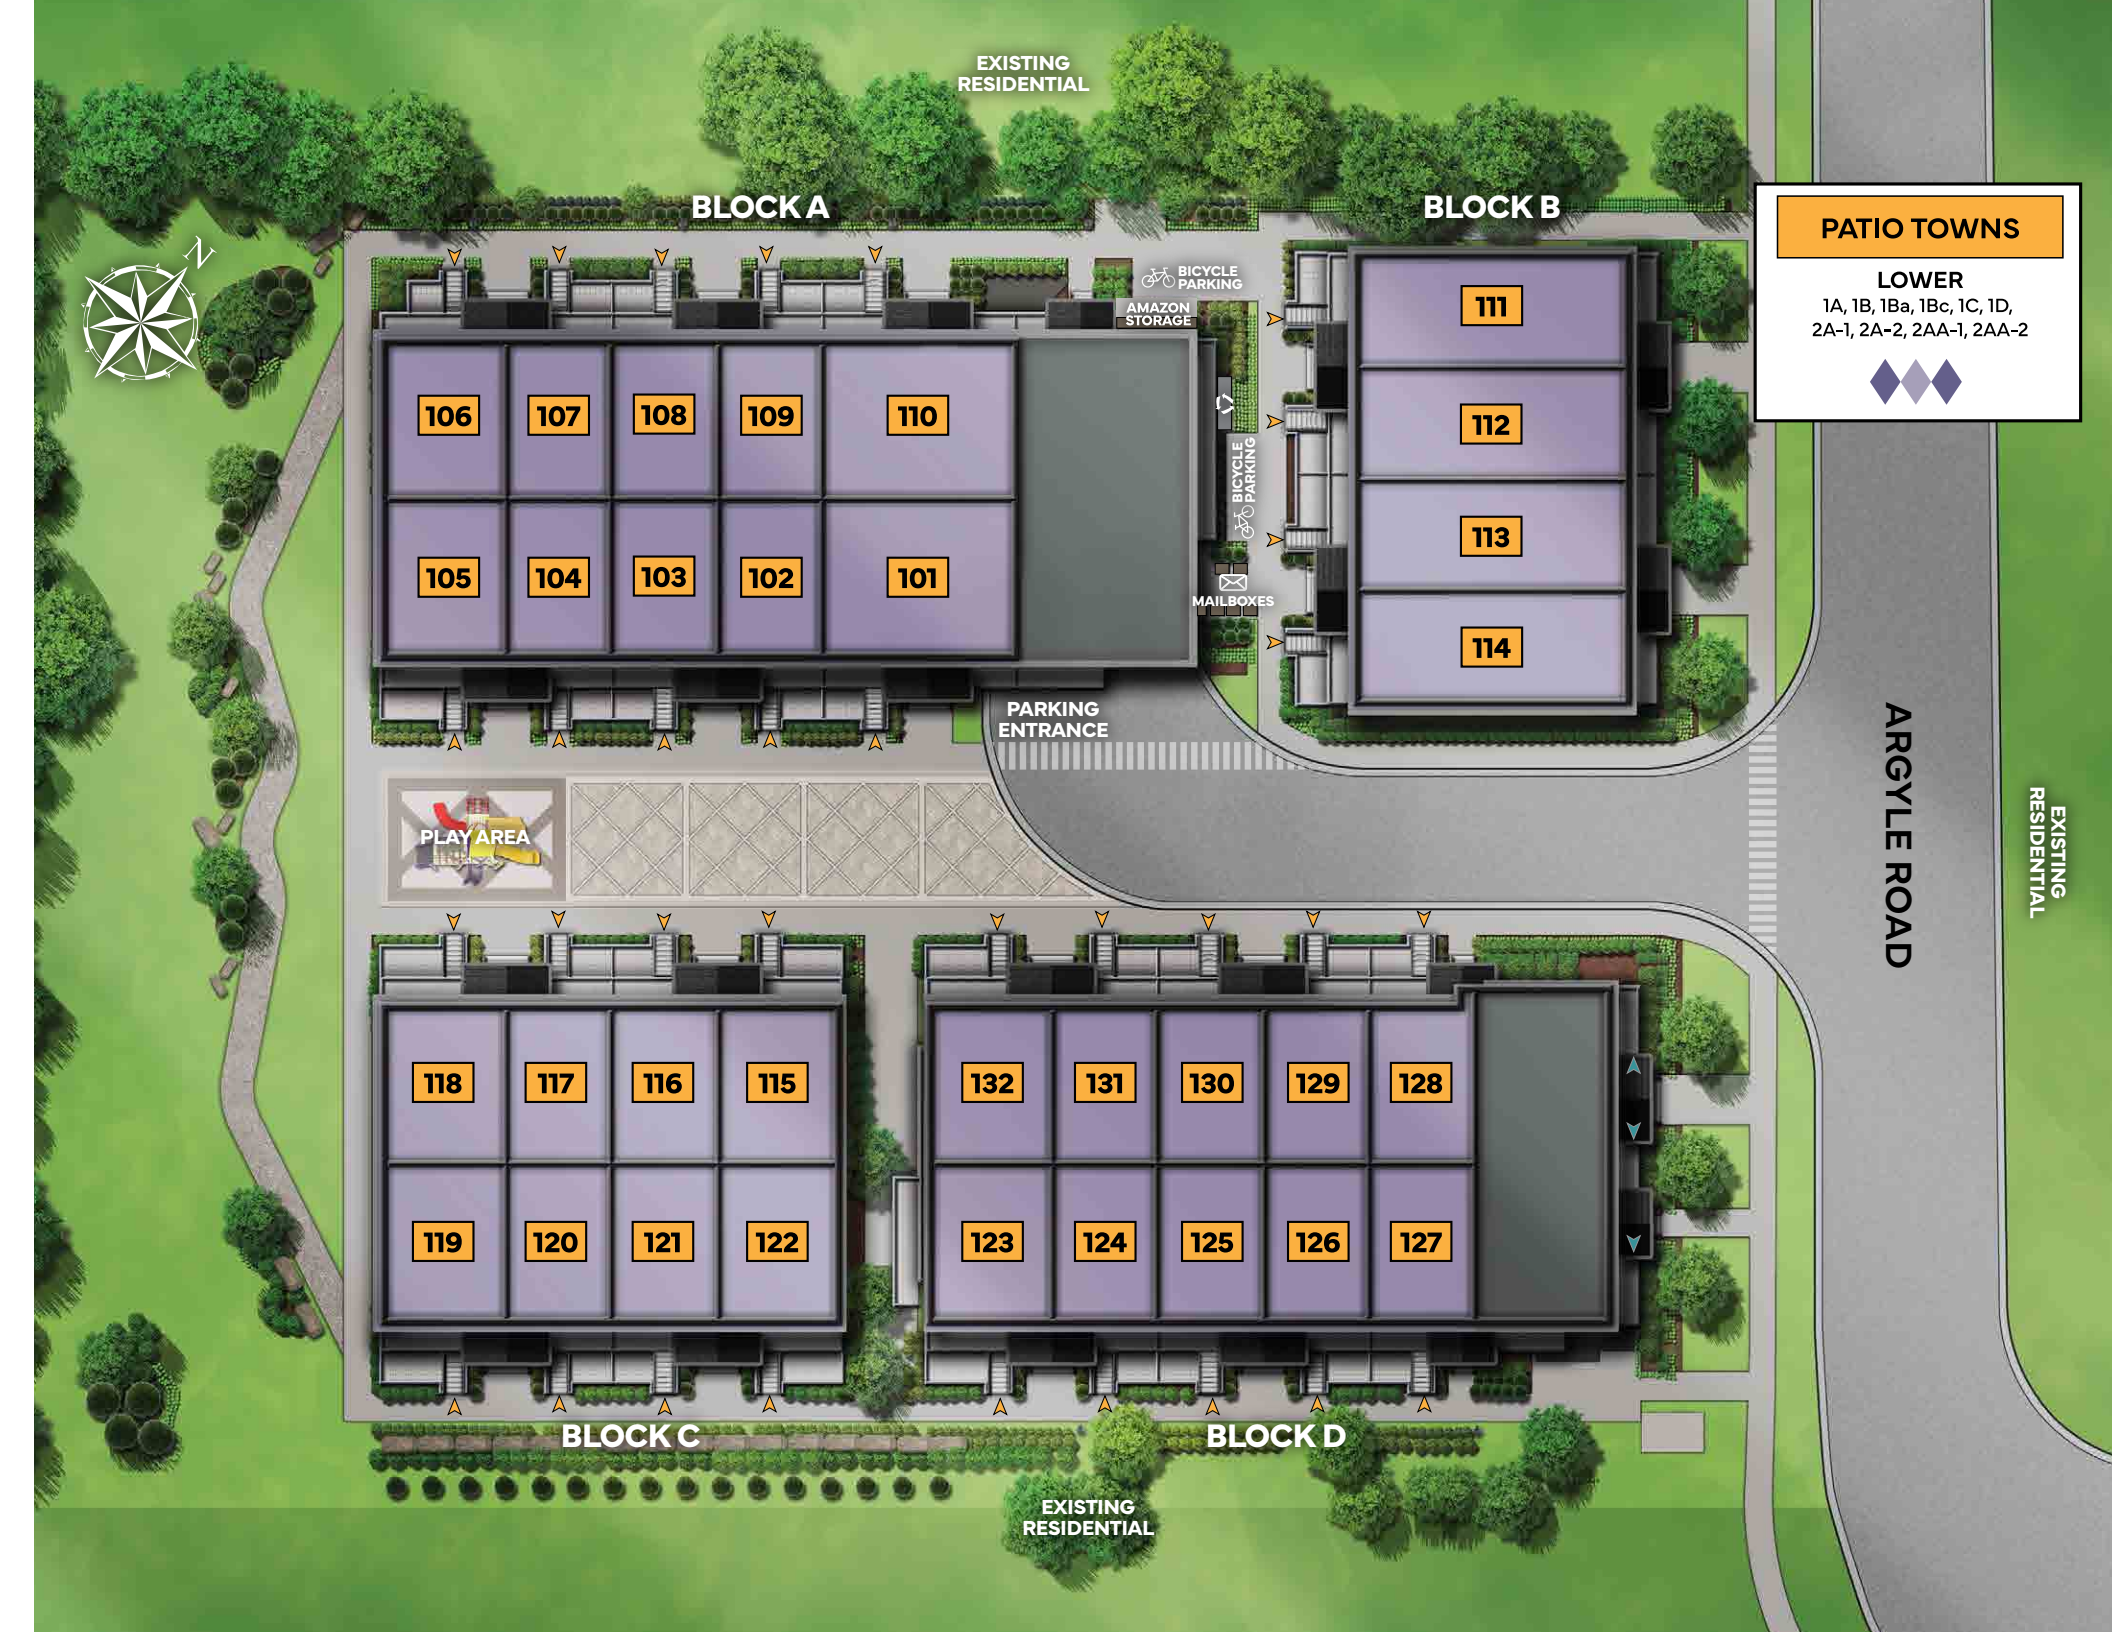 EXISTING
RESIDENTIAL
BLOCK A
BLOCK B
N
PATIO TOWNS
LOWER
1A, 1B, 1Ba, 1Bc, 1C, 1D,
2A-1, 2A-2, 2AA-1, 2AA-2
BICYCLE
PARKING
AMAZON
STORAGE
106
107
108
109
110
105
104
103
102
101
BICYCLE
PARKING
MAILBOXES
111
112
113
114
PARKING
ENTRANCE
PLAY AREA
ARGYLE ROAD
EXISTING
RESIDENTIAL
118
117
116
115
119
120
121
122
132
131
130
129
128
123
124
125
126
127
BLOCK C
BLOCK D
EXISTING
RESIDENTIAL